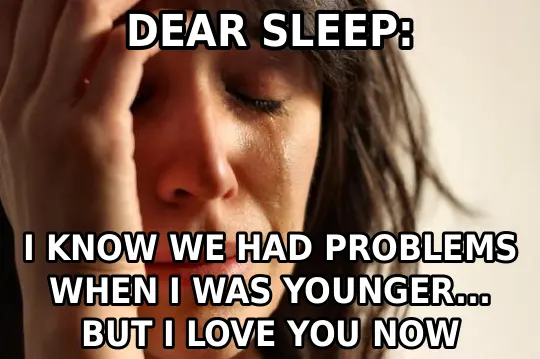 DEAR SLEEP:
I KNOW WE HAD PROBLEMS
WHEN I WAS YOUNGER...
BUT I LOVE YOU NOW